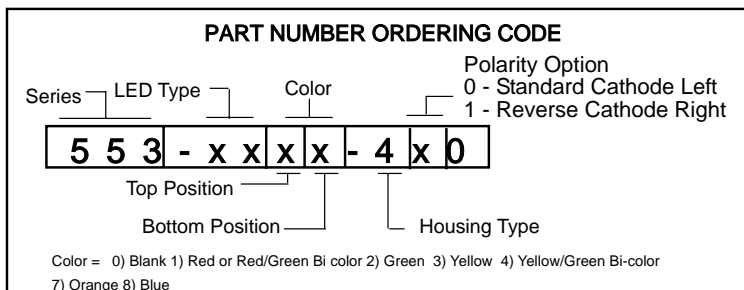 PART NUMBER ORDERING CODE
Polarity Option
0 - Standard Cathode Left
1 - Reverse Cathode Right
Series LED Type Color
5 5 3 - x x x x - 4 x 0
Top Position
Bottom Position Housing Type
Color = 0) Blank 1) Red or Red/Green Bi color 2) Green 3) Yellow 4) Yellow/Green Bi-color
7) Orange 8) Blue